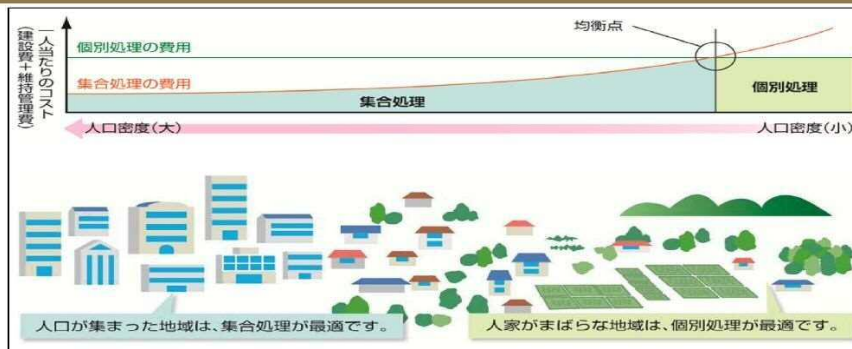 一人当たりのコスト
(建設費＋維持管理費)
均衡点
個別処理の費用
集合処理の費用
集合処理
個別処理
人口密度(大)
人口密度(小)
人口が集まった地域は、集合処理が最適です。
人家がまばらな地域は、個別処理が最適です。